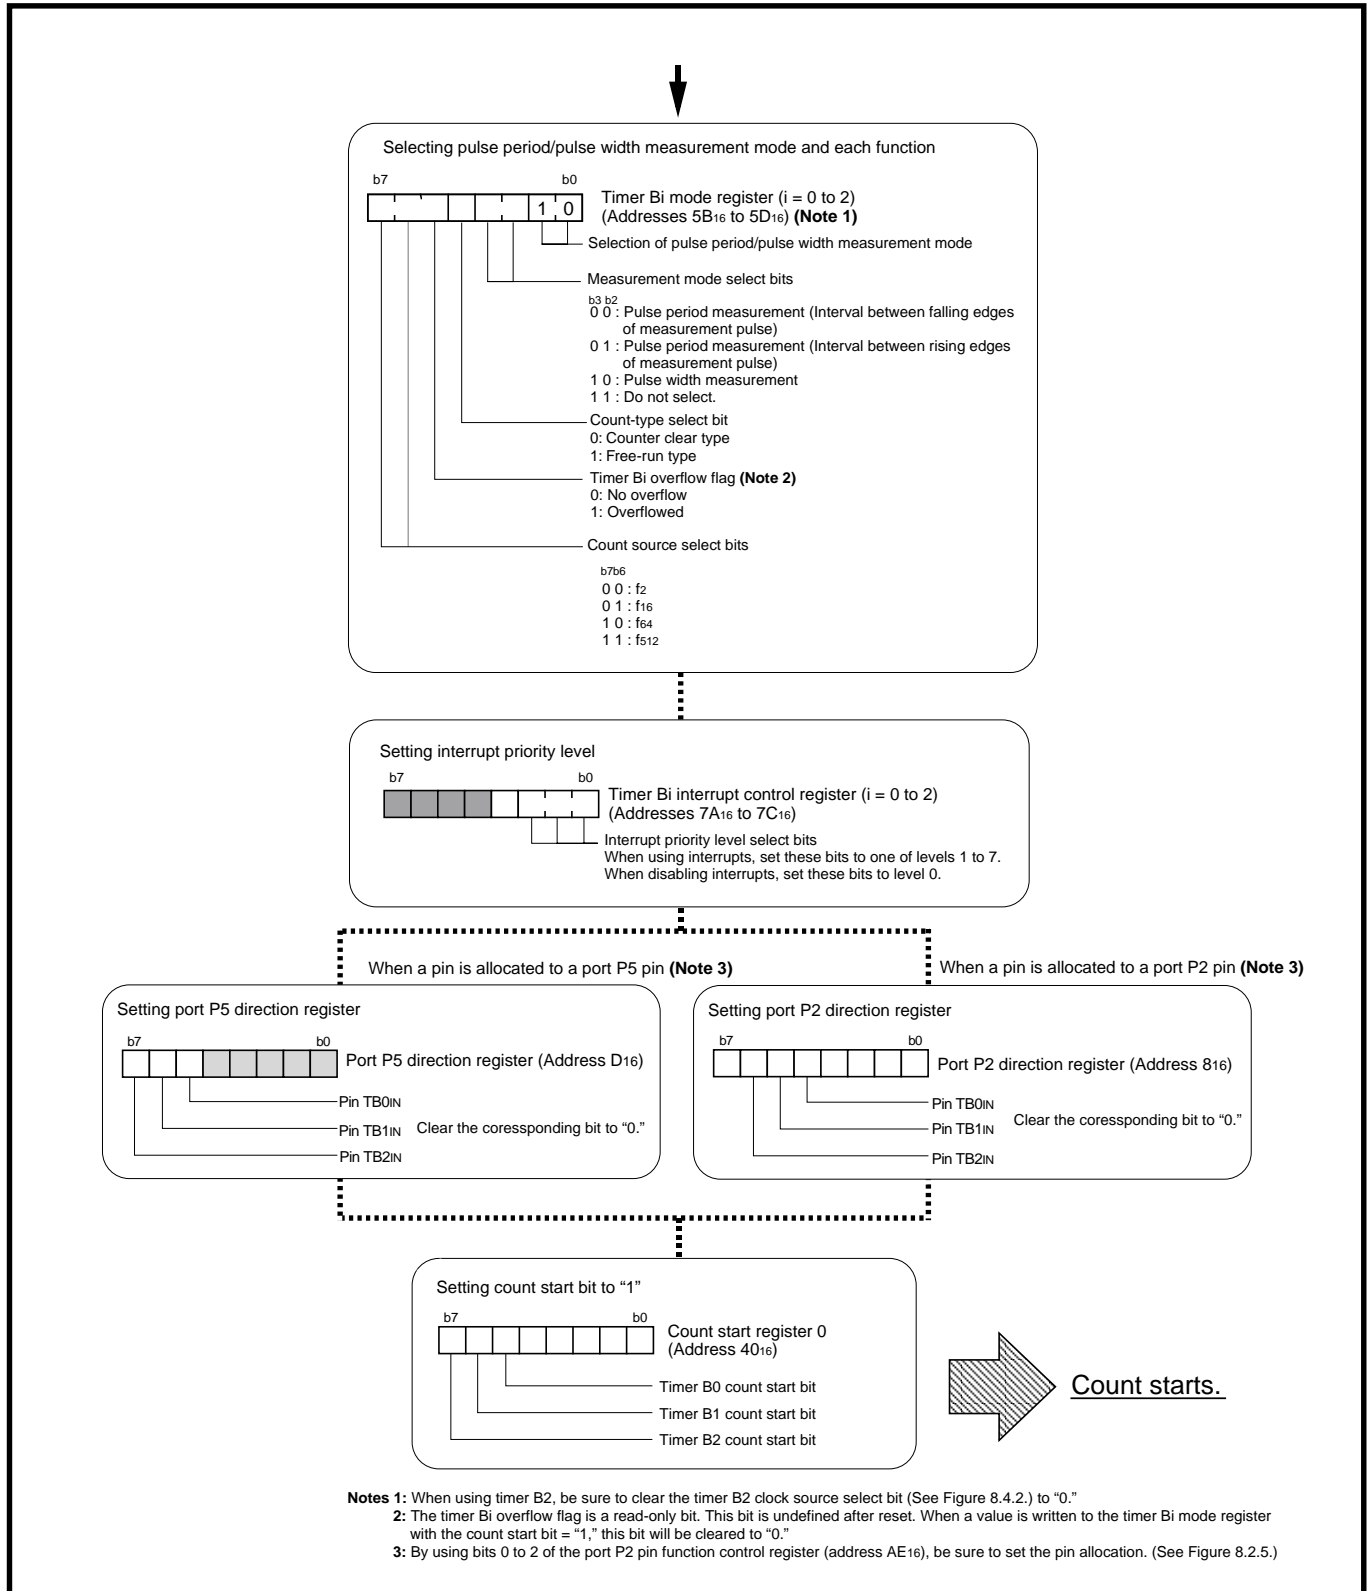 Selecting pulse period/pulse width measurement mode and each function
b7 b0
Timer Bi mode register (i = 0 to 2)
1 0
(Addresses 5B16 to 5D16) (Note 1)
Selection of pulse period/pulse width measurement mode
Measurement mode select bits
b3 b2
0 0 : Pulse period measurement (Interval between falling edges
of measurement pulse)
0 1 : Pulse period measurement (Interval between rising edges
of measurement pulse)
1 0 : Pulse width measurement
1 1 : Do not select.
Count-type select bit
0: Counter clear type
1: Free-run type
Timer Bi overflow flag (Note 2)
0: No overflow
1: Overflowed
Count source select bits
b7b6
0 0 : f2
0 1 : f16
1 0 : f64
1 1 : f512
Setting interrupt priority level
b7 b0
Timer Bi interrupt control register (i = 0 to 2)
(Addresses 7A16 to 7C16)
Interrupt priority level select bits
When using interrupts, set these bits to one of levels 1 to 7.
When disabling interrupts, set these bits to level 0.
When a pin is allocated to a port P5 pin (Note 3)
Setting port P5 direction register
b7 b0
Port P5 direction register (Address D16)
Pin TB0IN
Pin TB1IN Clear the coressponding bit to “0.”
Pin TB2IN
When a pin is allocated to a port P2 pin (Note 3)
Setting port P2 direction register
b7 b0
Port P2 direction register (Address 816)
Pin TB0IN
Clear the coressponding bit to “0.”
Pin TB1IN
Pin TB2IN
Setting count start bit to “1”
b7 b0
Count start register 0
(Address 4016)
Timer B0 count start bit
Timer B1 count start bit
Timer B2 count start bit
Count starts.
Notes 1: When using timer B2, be sure to clear the timer B2 clock source select bit (See Figure 8.4.2.) to “0.”
2: The timer Bi overflow flag is a read-only bit. This bit is undefined after reset. When a value is written to the timer Bi mode register
with the count start bit = “1,” this bit will be cleared to “0.”
3: By using bits 0 to 2 of the port P2 pin function control register (address AE16), be sure to set the pin allocation. (See Figure 8.2.5.)